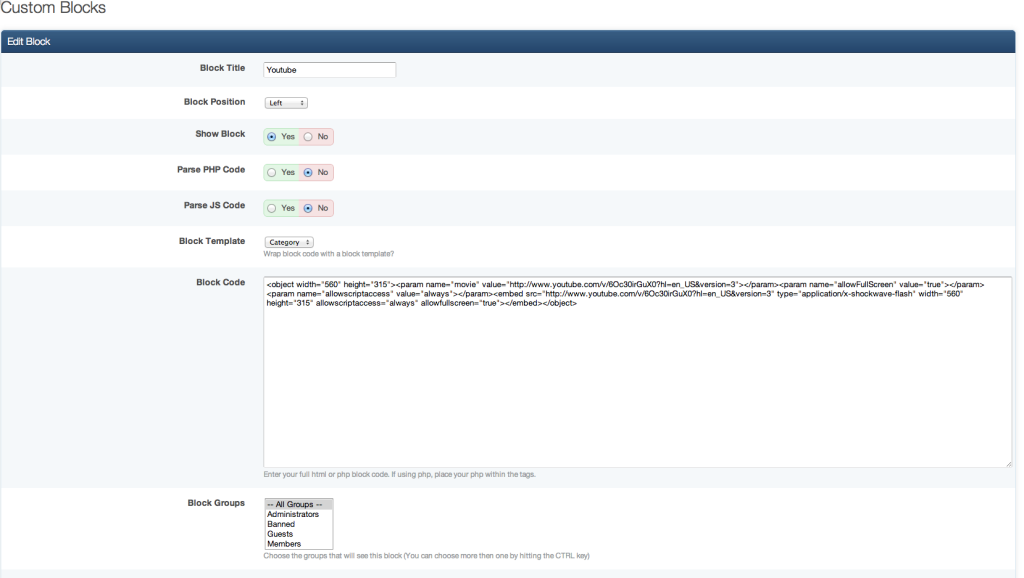 Custom Blocks
Edit Block
Block Title
Youtube
Block Position
Left
Show Block
Yes No
Parse PHP Code
Yes No
Parse JS Code
Yes No
Block Template
Category
Wrap block code with a block template?
Block Code
<object width="560" height="315"><param name="movie" value="http://www.youtube.com/v/6Oc30irGuX0?hl=en_US&version=3"></param><param name="allowFullScreen" value="true"></param>
<param name="allowscriptaccess" value="always"></param><embed src="http://www.youtube.com/v/6Oc30irGuX0?hl=en_US&version=3" type="application/x-shockwave-flash" width="560"
height="315" allowscriptaccess="always" allowfullscreen="true"></embed></object>
Enter your full html or php block code. If using php, place your php within the tags.
Block Groups
-- All Groups --
Administrators
Banned
Guests
Members
Choose the groups that will see this block (You can choose more then one by hitting the CTRL key)